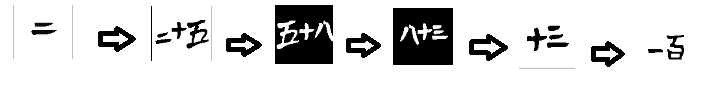 二 二十五 五十八 八十三 十三 一百